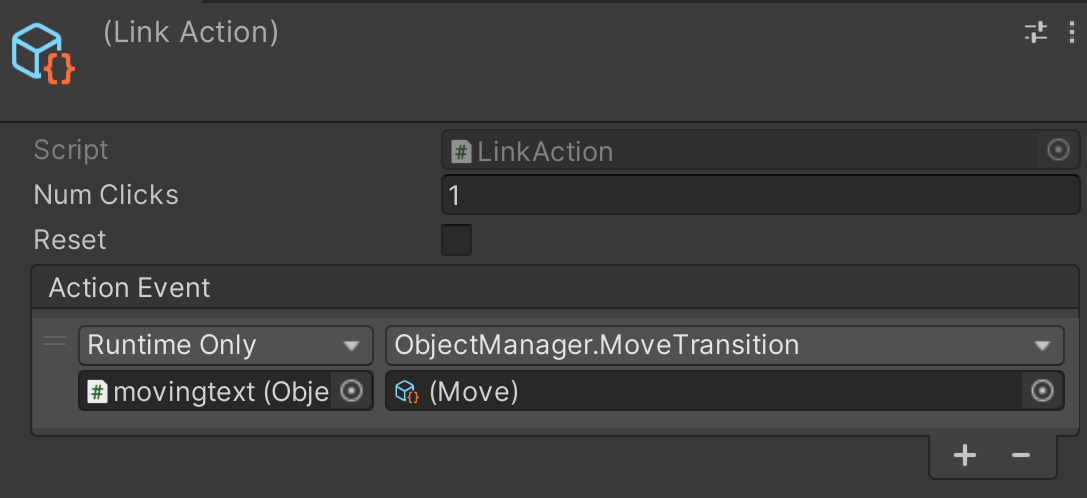 (Link Action)
Script
# LinkAction
Num Clicks
1
Reset
Action Event
Runtime Only
ObjectManager.MoveTransition
# movingtext (Obje
{} (Move)